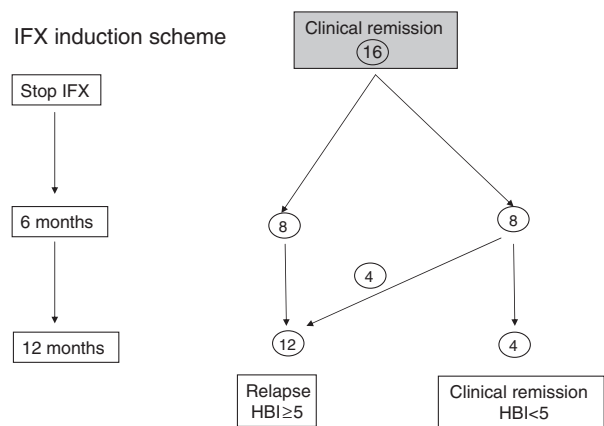 IFX induction scheme
Clinical remission
16
Stop IFX
6 months
8
8
4
12 months
12
4
Relapse
HBI≥5
Clinical remission
HBI<5